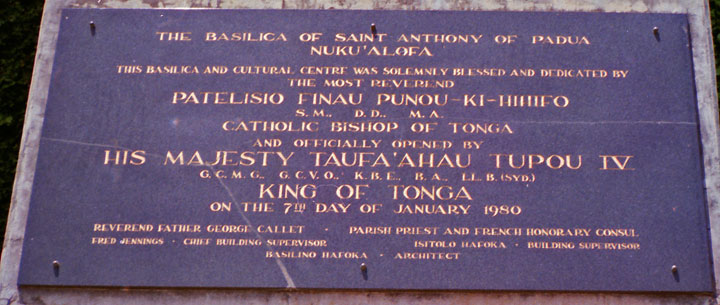 THE BASILICA OF SAINT ANTHONY OF PADUA
NUKU'ALOFA
THIS BASILICA AND CULTURAL CENTRE WAS SOLEMNLY BLESSED AND DEDICATED BY
THE MOST REVEREND
PATELISIO FINAU PUNOU-KI-HIHIFO
S.M., D.D., M.A.
CATHOLIC BISHOP OF TONGA
AND OFFICIALLY OPENED BY
HIS MAJESTY TAUFA'AHAU TUPOU IV
G.C.M.G., G.C.V.O., K.B.E., B.A., LL.B. (SYD.)
KING OF TONGA
ON THE 7TH DAY OF JANUARY 1980
REVEREND FATHER GEORGE CALLET · PARISH PRIEST AND FRENCH HONORARY CONSUL
FRED JENNINGS · CHIEF BUILDING SUPERVISOR ISITOLO HAFOKA · BUILDING SUPERVISOR
BASILINO HAFOKA · ARCHITECT